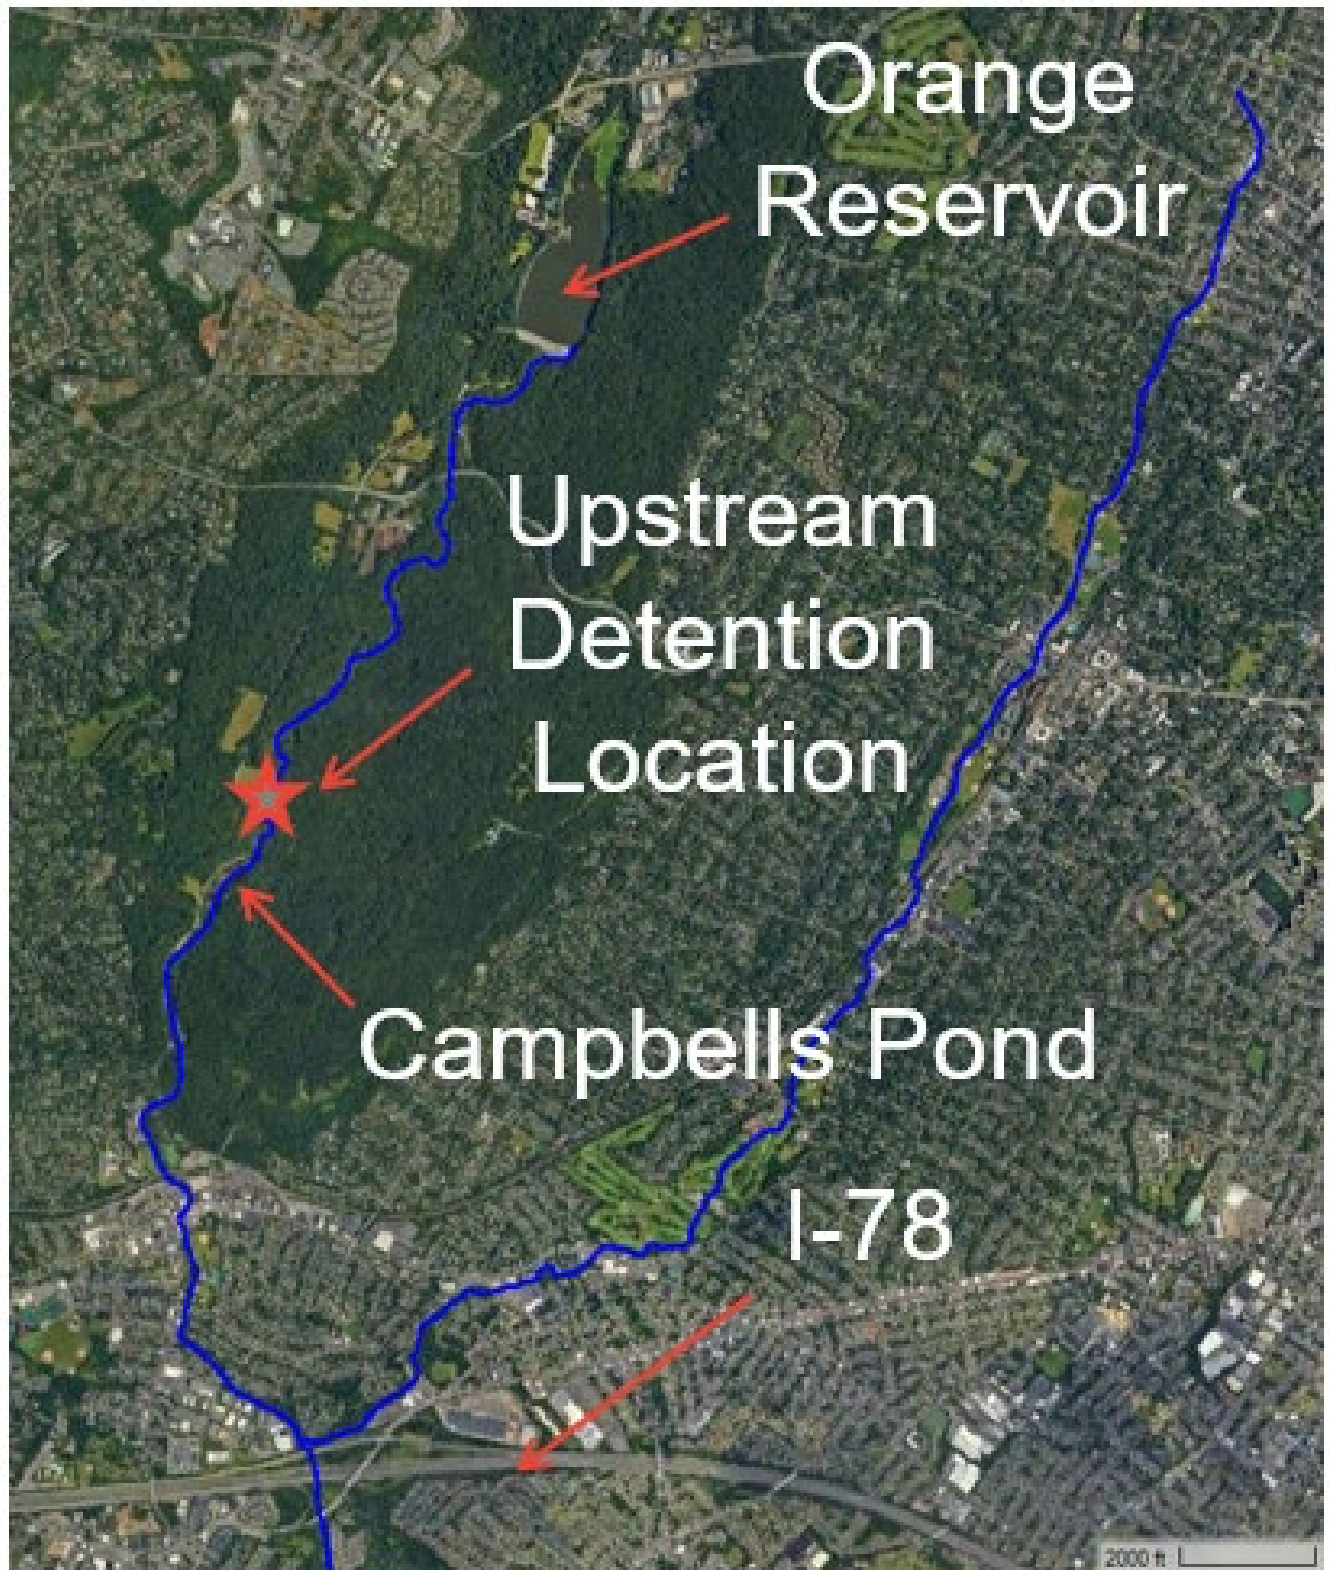 Orange
Reservoir
Upstream
Detention
Location
Campbells Pond
I-78
2000 ft